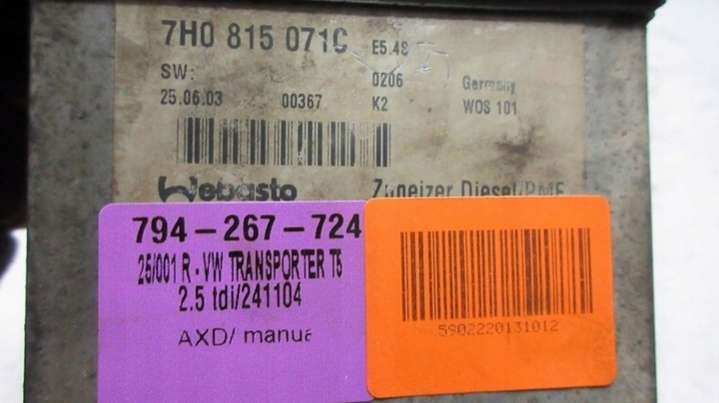 7H0 815 071C E5.48
SW: 0206 Germany
25.06.03 00367 K2 WOS 101
Webasto Zuheizer Diesel/PME
794-267-724
25/001 R - VW TRANSPORTER T5
2.5 tdi/241104
AXD/ manua
5902220131012